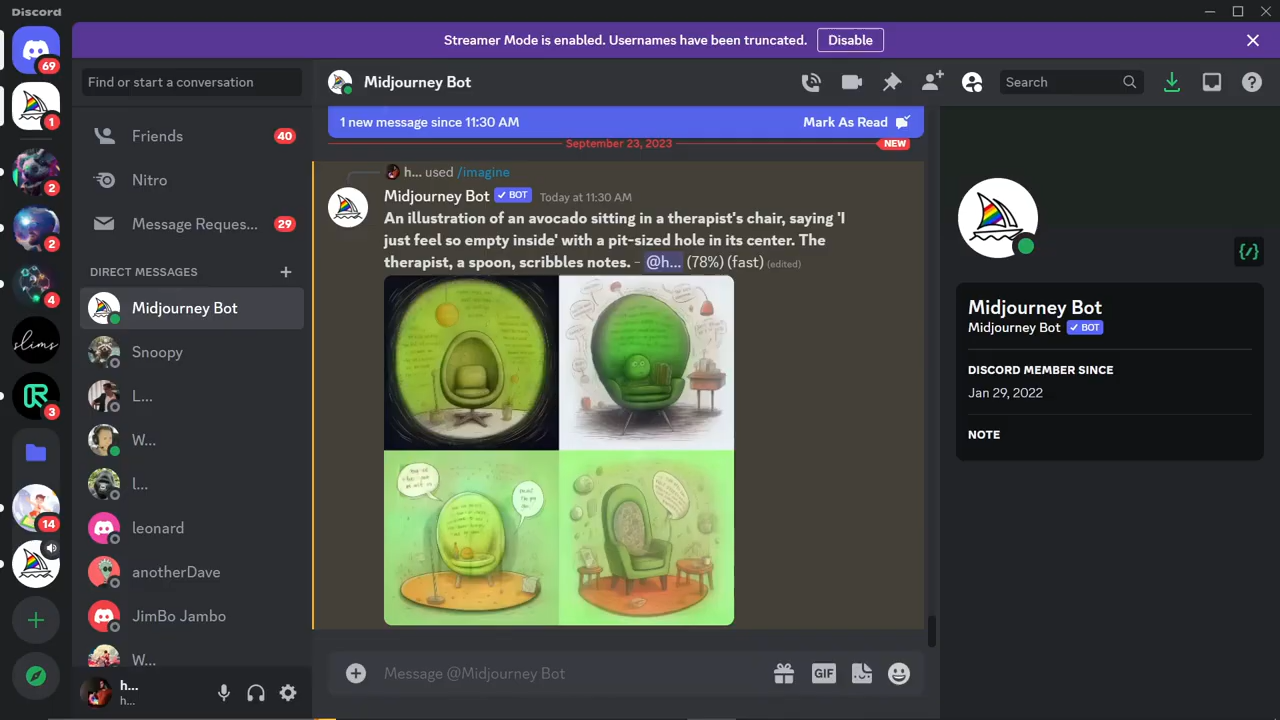 Discord
Streamer Mode is enabled. Usernames have been truncated. Disable
69
1
2
2
4
slims
3
14
Find or start a conversation
Friends 40
Nitro
Message Reques... 29
DIRECT MESSAGES
Midjourney Bot
Snoopy
L...
W...
l...
leonard
anotherDave
JimBo Jambo
W...
h...
h...
Midjourney Bot
Search
1 new message since 11:30 AM Mark As Read
September 23, 2023 NEW
h... used /imagine
Midjourney Bot BOT Today at 11:30 AM
An illustration of an avocado sitting in a therapist's chair, saying 'I
just feel so empty inside' with a pit-sized hole in its center. The
therapist, a spoon, scribbles notes. - @h... (78%) (fast) (edited)
Message @Midjourney Bot
GIF
Midjourney Bot
Midjourney Bot BOT
DISCORD MEMBER SINCE
Jan 29, 2022
NOTE